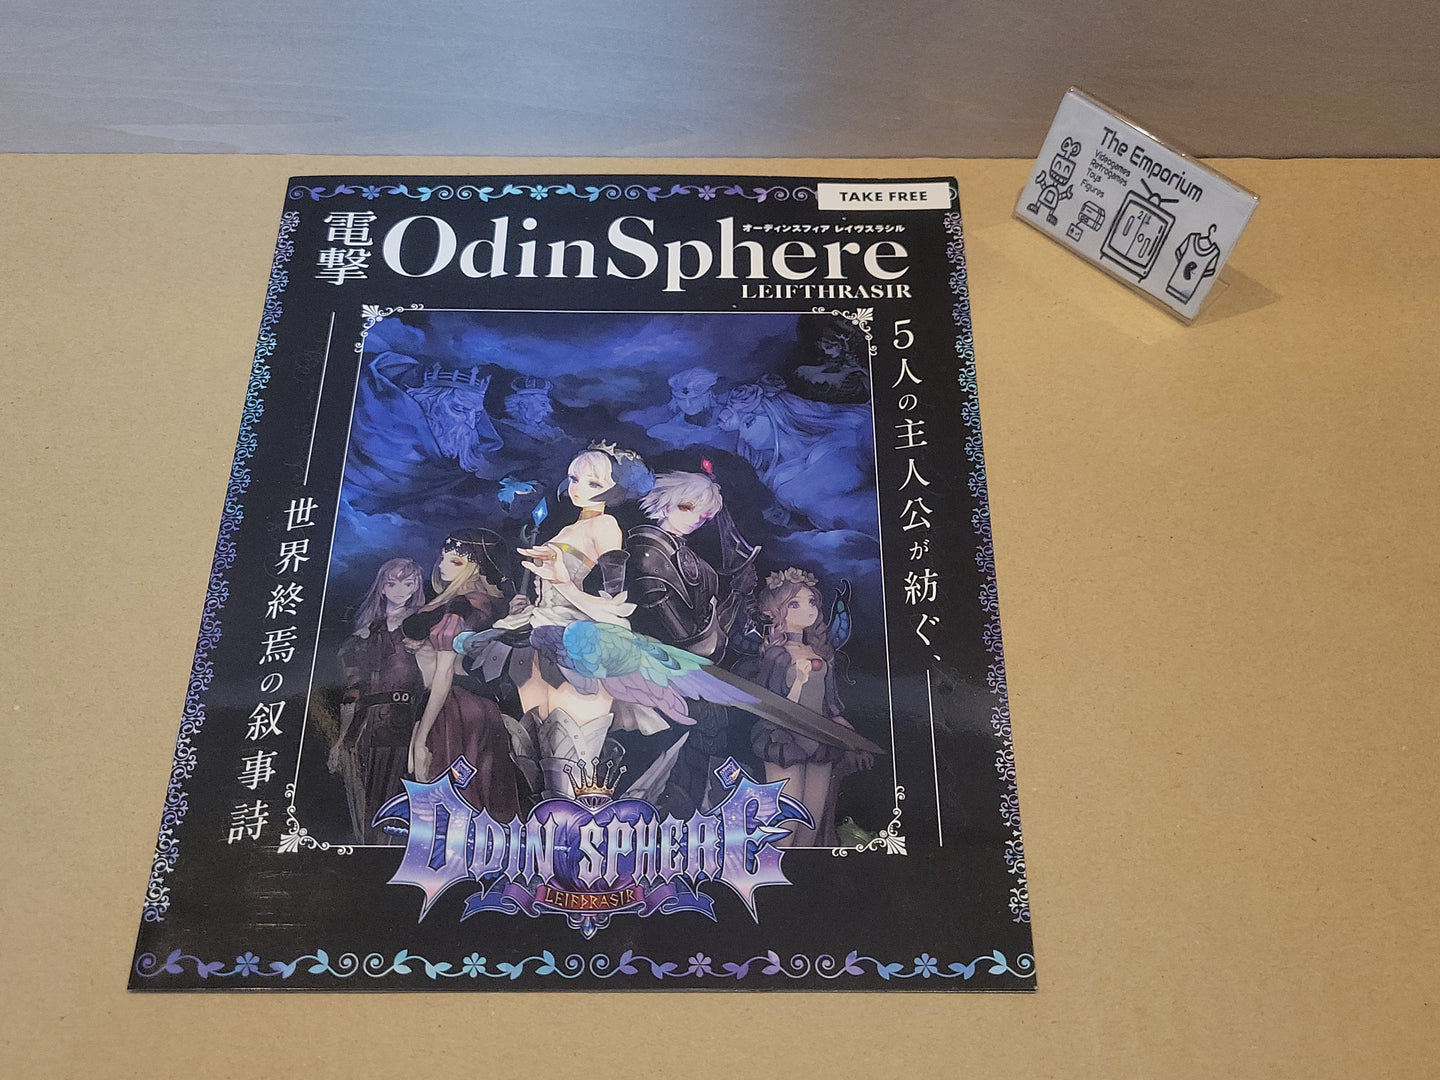 TAKE FREE
電撃
オーディンスフィア レイヴスラシル
OdinSphere
LEIFTHRASIR
5人の主人公が紡ぐ、
世界終焉の叙事詩
ODIN SPHERE
LEIFÞRASIR
The Emporium
Videogames
Retrogames
Toys
Figures